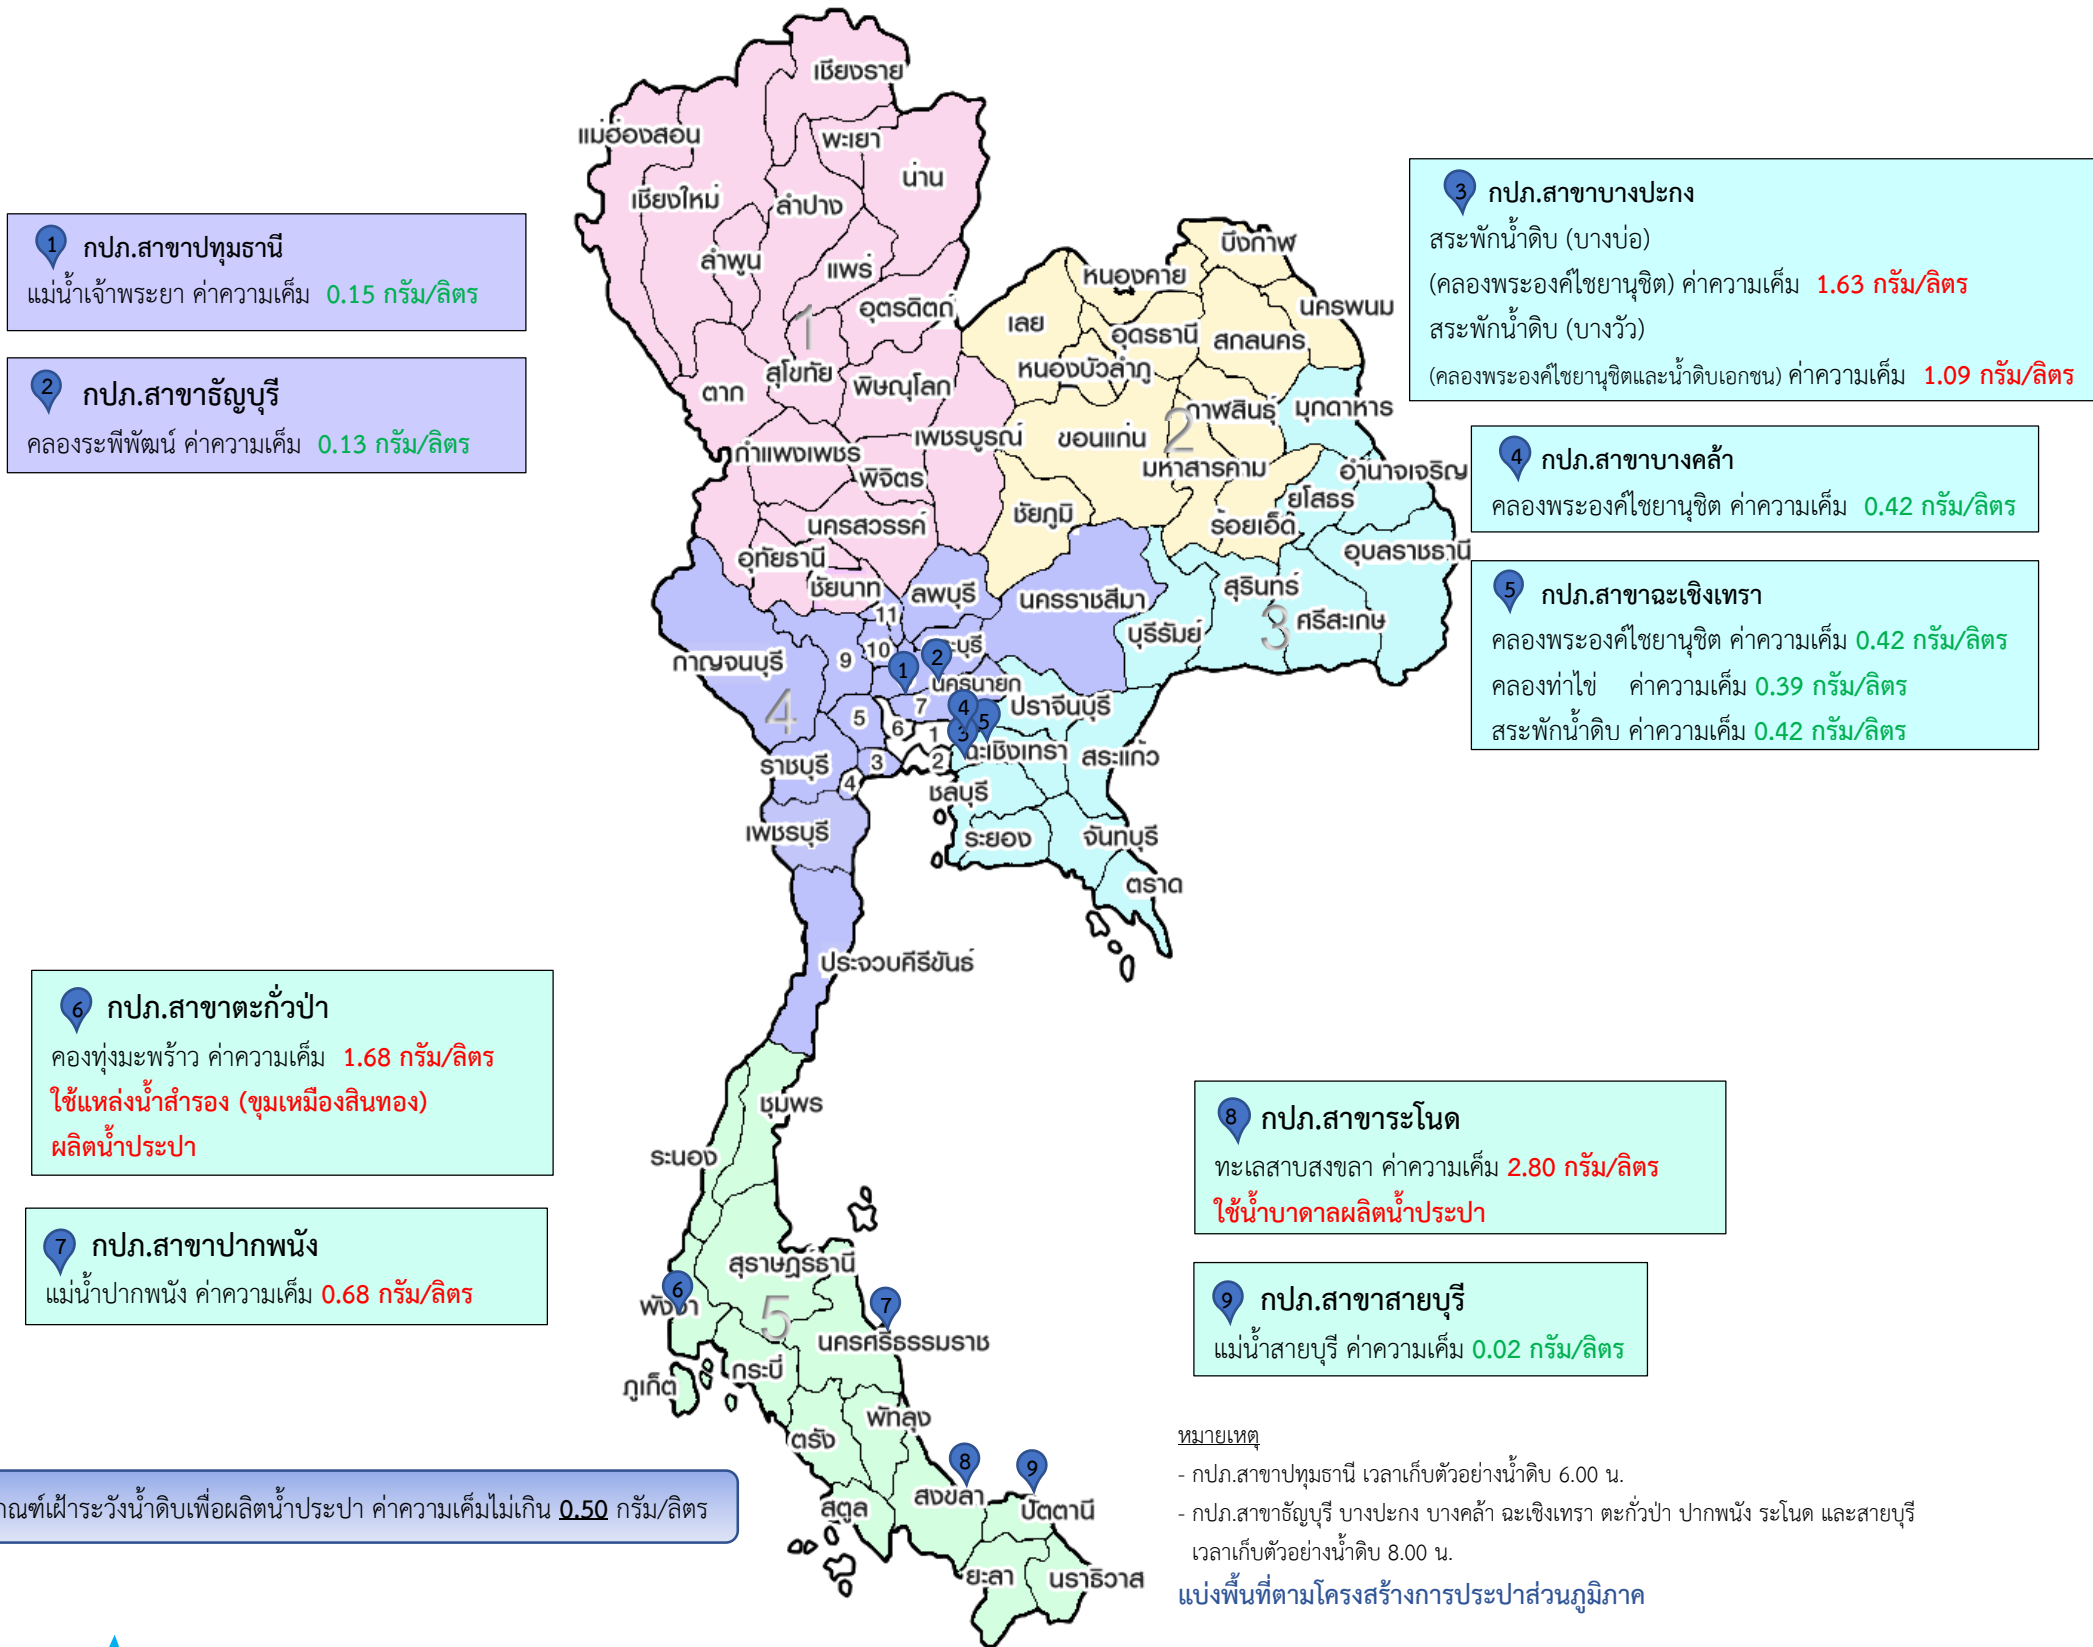 เชียงราย
แม่ฮ่องสอน
พะเยา
น่าน
เชียงใหม่
ลำปาง
ลำพูน
แพร่
อุตรดิตถ์
1
สุโขทัย
ตาก
พิษณุโลก
เพชรบูรณ์
กำแพงเพชร
พิจิตร
นครสวรรค์
อุทัยธานี
ชัยนาท
บึงกาฬ
หนองคาย
นครพนม
เลย
อุดรธานี
สกลนคร
หนองบัวลำภู
2
กาฬสินธุ์
มุกดาหาร
ขอนแก่น
มหาสารคาม
อำนาจเจริญ
ยโสธร
ชัยภูมิ
ร้อยเอ็ด
อุบลราชธานี
สุรินทร์
3
ศรีสะเกษ
บุรีรัมย์
นครราชสีมา
ลพบุรี
11
10
9
กาญจนบุรี
4
1
2
ะบุรี
นครนายก
7
5
6
1
4
3
5
ปราจีนบุรี
ฉะเชิงเทรา
สระแก้ว
ราชบุรี
3
4
2
ชลบุรี
เพชรบุรี
ระยอง
จันทบุรี
ตราด
ประจวบคีรีขันธ์
ชุมพร
ระนอง
สุราษฎร์ธานี
6
พังงา
5
7
นครศรีธรรมราช
กระบี่
ภูเก็ต
พัทลุง
ตรัง
8
9
สงขลา
ปัตตานี
สตูล
ยะลา
นราธิวาส
1 กปภ.สาขาปทุมธานี
แม่น้ำเจ้าพระยา ค่าความเค็ม 0.15 กรัม/ลิตร
2 กปภ.สาขาธัญบุรี
คลองระพีพัฒน์ ค่าความเค็ม 0.13 กรัม/ลิตร
3 กปภ.สาขาบางปะกง
สระพักน้ำดิบ (บางบ่อ)
(คลองพระองค์ไชยานุชิต) ค่าความเค็ม 1.63 กรัม/ลิตร
สระพักน้ำดิบ (บางวัว)
(คลองพระองค์ไชยานุชิตและน้ำดิบเอกชน) ค่าความเค็ม 1.09 กรัม/ลิตร
4 กปภ.สาขาบางคล้า
คลองพระองค์ไชยานุชิต ค่าความเค็ม 0.42 กรัม/ลิตร
5 กปภ.สาขาฉะเชิงเทรา
คลองพระองค์ไชยานุชิต ค่าความเค็ม 0.42 กรัม/ลิตร
คลองท่าไข่ ค่าความเค็ม 0.39 กรัม/ลิตร
สระพักน้ำดิบ ค่าความเค็ม 0.42 กรัม/ลิตร
6 กปภ.สาขาตะกั่วป่า
คองทุ่งมะพร้าว ค่าความเค็ม 1.68 กรัม/ลิตร
ใช้แหล่งน้ำสำรอง (ขุมเหมืองสินทอง)
ผลิตน้ำประปา
7 กปภ.สาขาปากพนัง
แม่น้ำปากพนัง ค่าความเค็ม 0.68 กรัม/ลิตร
8 กปภ.สาขาระโนด
ทะเลสาบสงขลา ค่าความเค็ม 2.80 กรัม/ลิตร
ใช้น้ำบาดาลผลิตน้ำประปา
9 กปภ.สาขาสายบุรี
แม่น้ำสายบุรี ค่าความเค็ม 0.02 กรัม/ลิตร
ณฑ์เฝ้าระวังน้ำดิบเพื่อผลิตน้ำประปา ค่าความเค็มไม่เกิน 0.50 กรัม/ลิตร
หมายเหตุ
- กปภ.สาขาปทุมธานี เวลาเก็บตัวอย่างน้ำดิบ 6.00 น.
- กปภ.สาขาธัญบุรี บางปะกง บางคล้า ฉะเชิงเทรา ตะกั่วป่า ปากพนัง ระโนด และสายบุรี
เวลาเก็บตัวอย่างน้ำดิบ 8.00 น.
แบ่งพื้นที่ตามโครงสร้างการประปาส่วนภูมิภาค